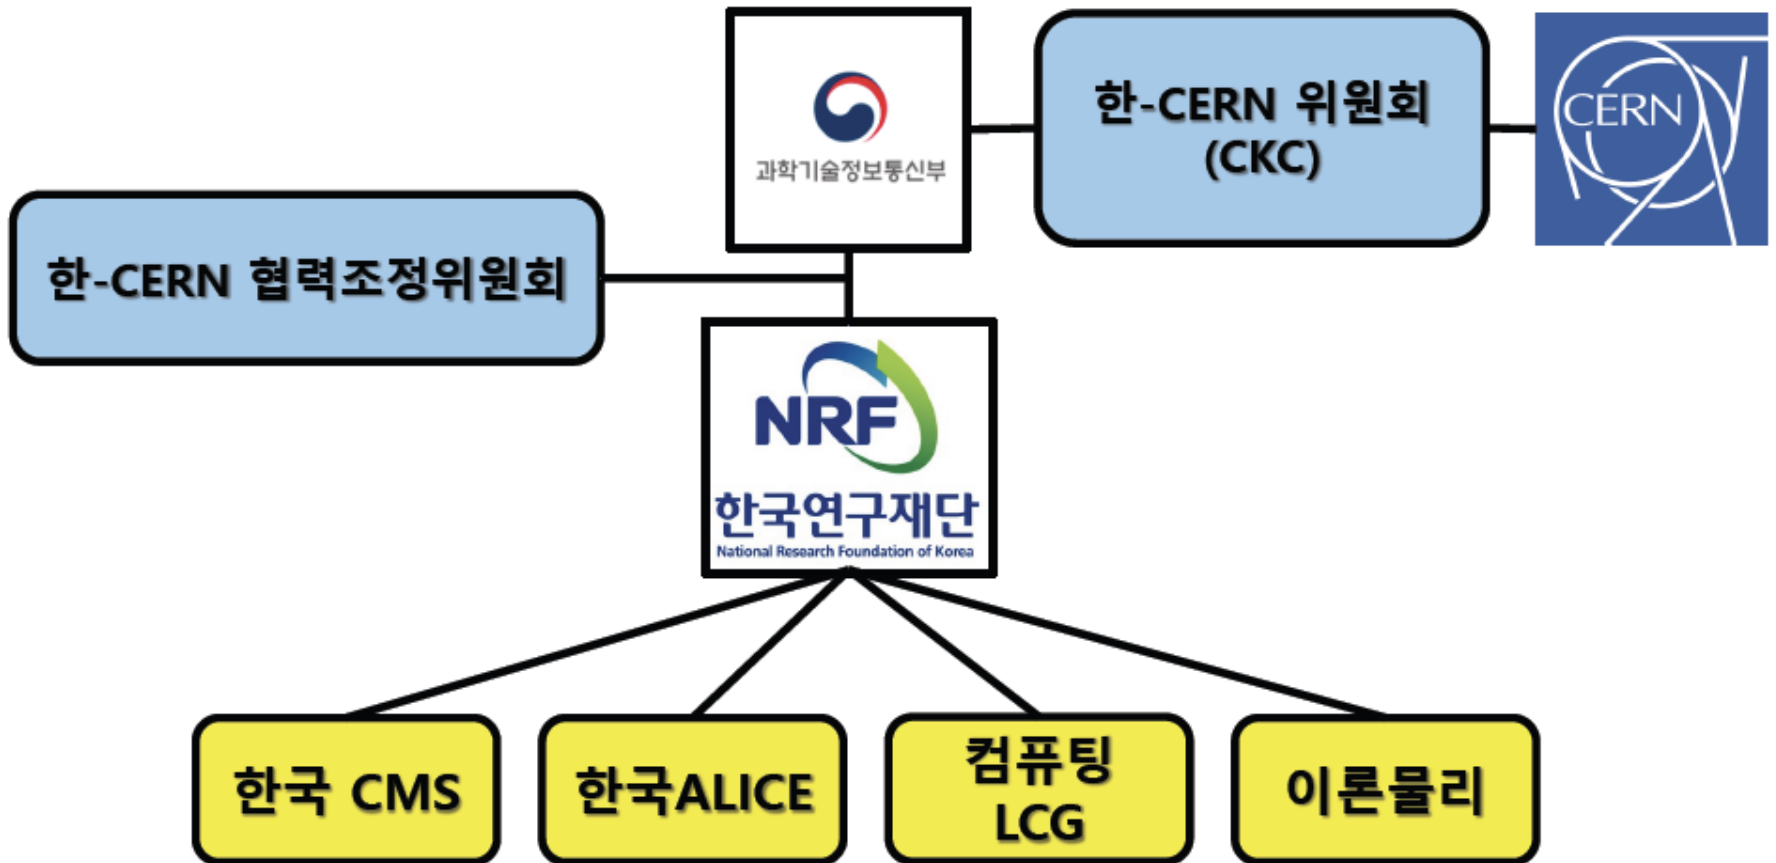 과학기술정보통신부
한-CERN 위원회
(CKC)
CERN
한-CERN 협력조정위원회
NRF
한국연구재단
National Research Foundation of Korea
한국 CMS
한국ALICE
컴퓨팅
LCG
이론물리